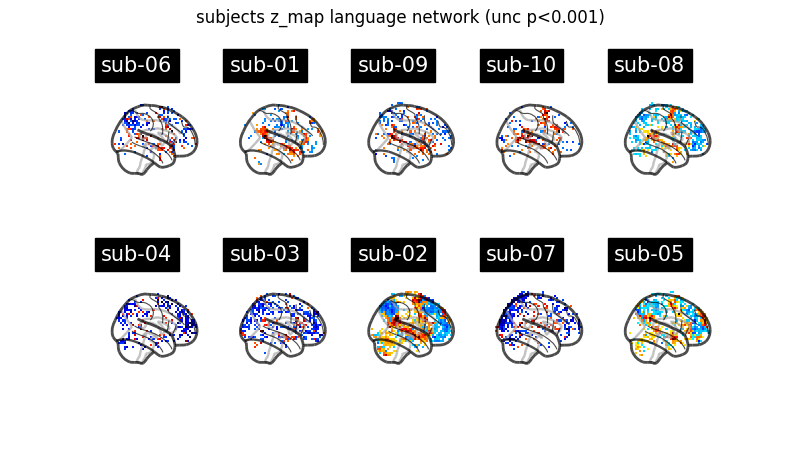 subjects z_map language network (unc p<0.001)
sub-06 sub-01 sub-09 sub-10 sub-08
sub-04 sub-03 sub-02 sub-07 sub-05